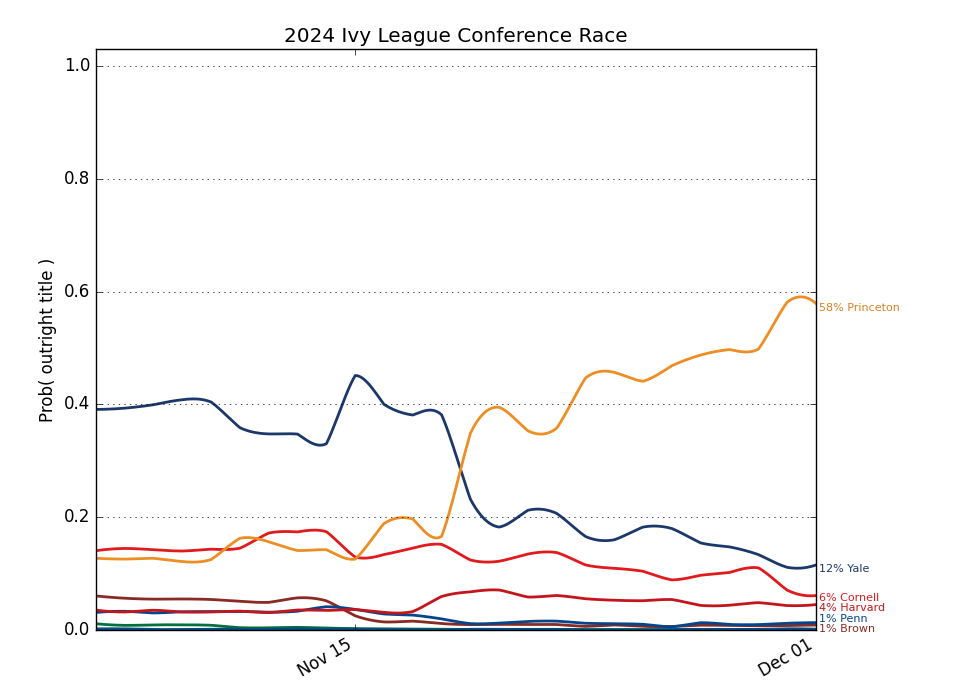 2024 Ivy League Conference Race
Prob( outright title )
1.0
0.8
0.6
0.4
0.2
0.0
Nov 15
Dec 01
58% Princeton
12% Yale
6% Cornell
4% Harvard
1% Penn
1% Brown